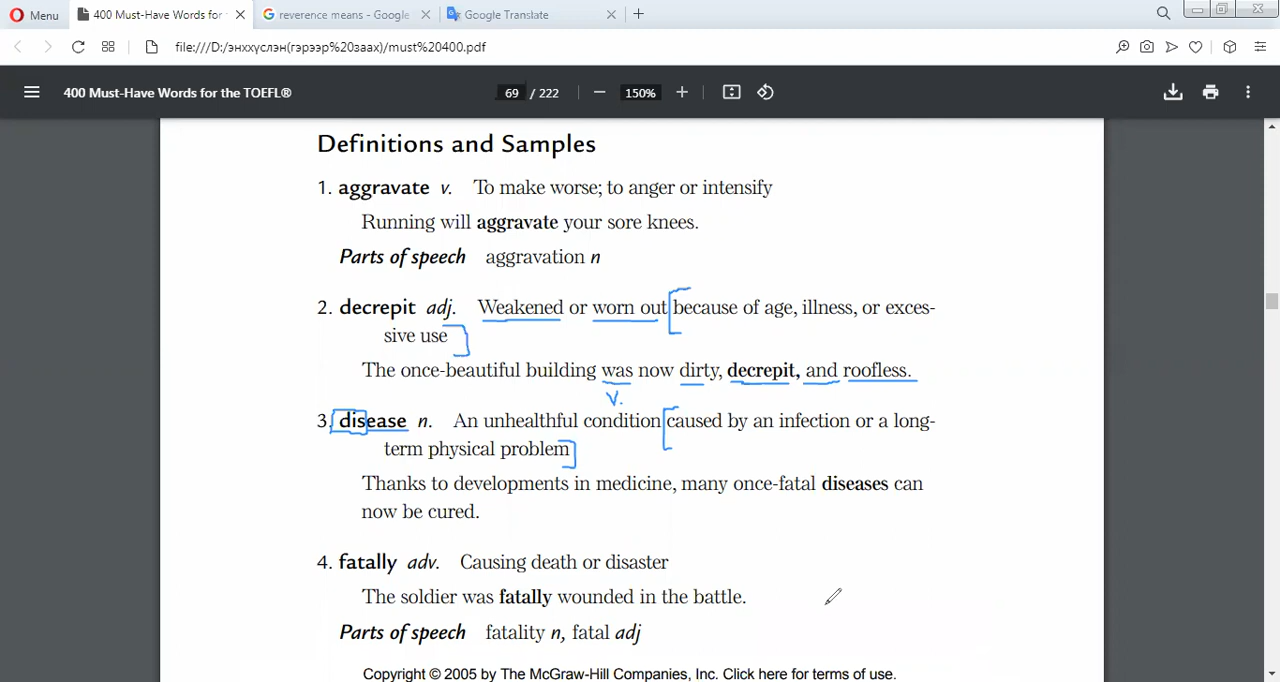 Menu
400 Must-Have Words for
reverence means - Google
Google Translate
file:///D:/энххүслэн(гэрээр%20заах)/must%20400.pdf
400 Must-Have Words for the TOEFL®
69 / 222
150%
Definitions and Samples
1. aggravate v. To make worse; to anger or intensify
Running will aggravate your sore knees.
Parts of speech aggravation n
2. decrepit adj. Weakened or worn out because of age, illness, or exces-
sive use
The once-beautiful building was now dirty, decrepit, and roofless.
v.
3. disease n. An unhealthful condition caused by an infection or a long-
term physical problem
Thanks to developments in medicine, many once-fatal diseases can
now be cured.
4. fatally adv. Causing death or disaster
The soldier was fatally wounded in the battle.
Parts of speech fatality n, fatal adj
Copyright © 2005 by The McGraw-Hill Companies, Inc. Click here for terms of use.